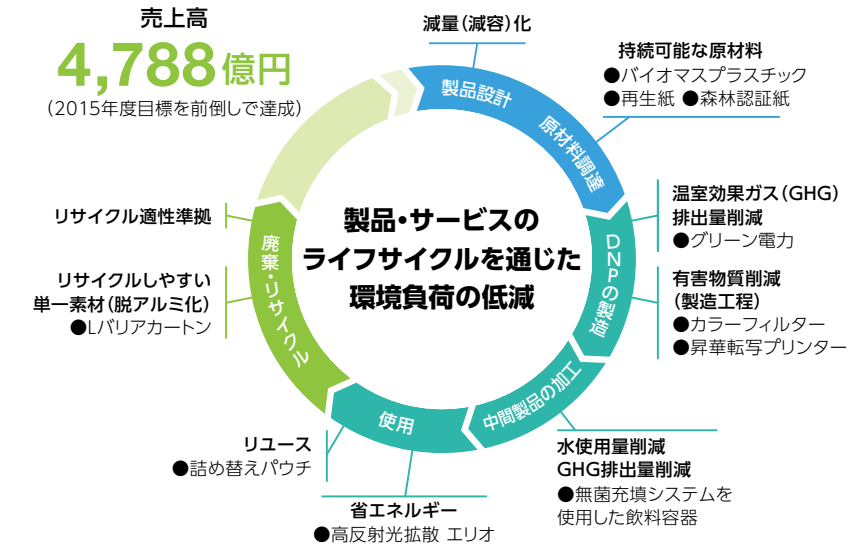 売上高
4,788億円
(2015年度目標を前倒しで達成)
減量(減容)化
持続可能な原材料
●バイオマスプラスチック
●再生紙 ●森林認証紙
製品設計
原材料調達
温室効果ガス(GHG)
排出量削減
●グリーン電力
DNPの製造
有害物質削減
(製造工程)
●カラーフィルター
●昇華転写プリンター
中間製品の加工
水使用量削減
GHG排出量削減
●無菌充填システムを
使用した飲料容器
使用
省エネルギー
●高反射光拡散 エリオ
リユース
●詰め替えパウチ
廃棄・リサイクル
リサイクルしやすい
単一素材(脱アルミ化)
●Lバリアカートン
リサイクル適性準拠
製品・サービスの
ライフサイクルを通じた
環境負荷の低減